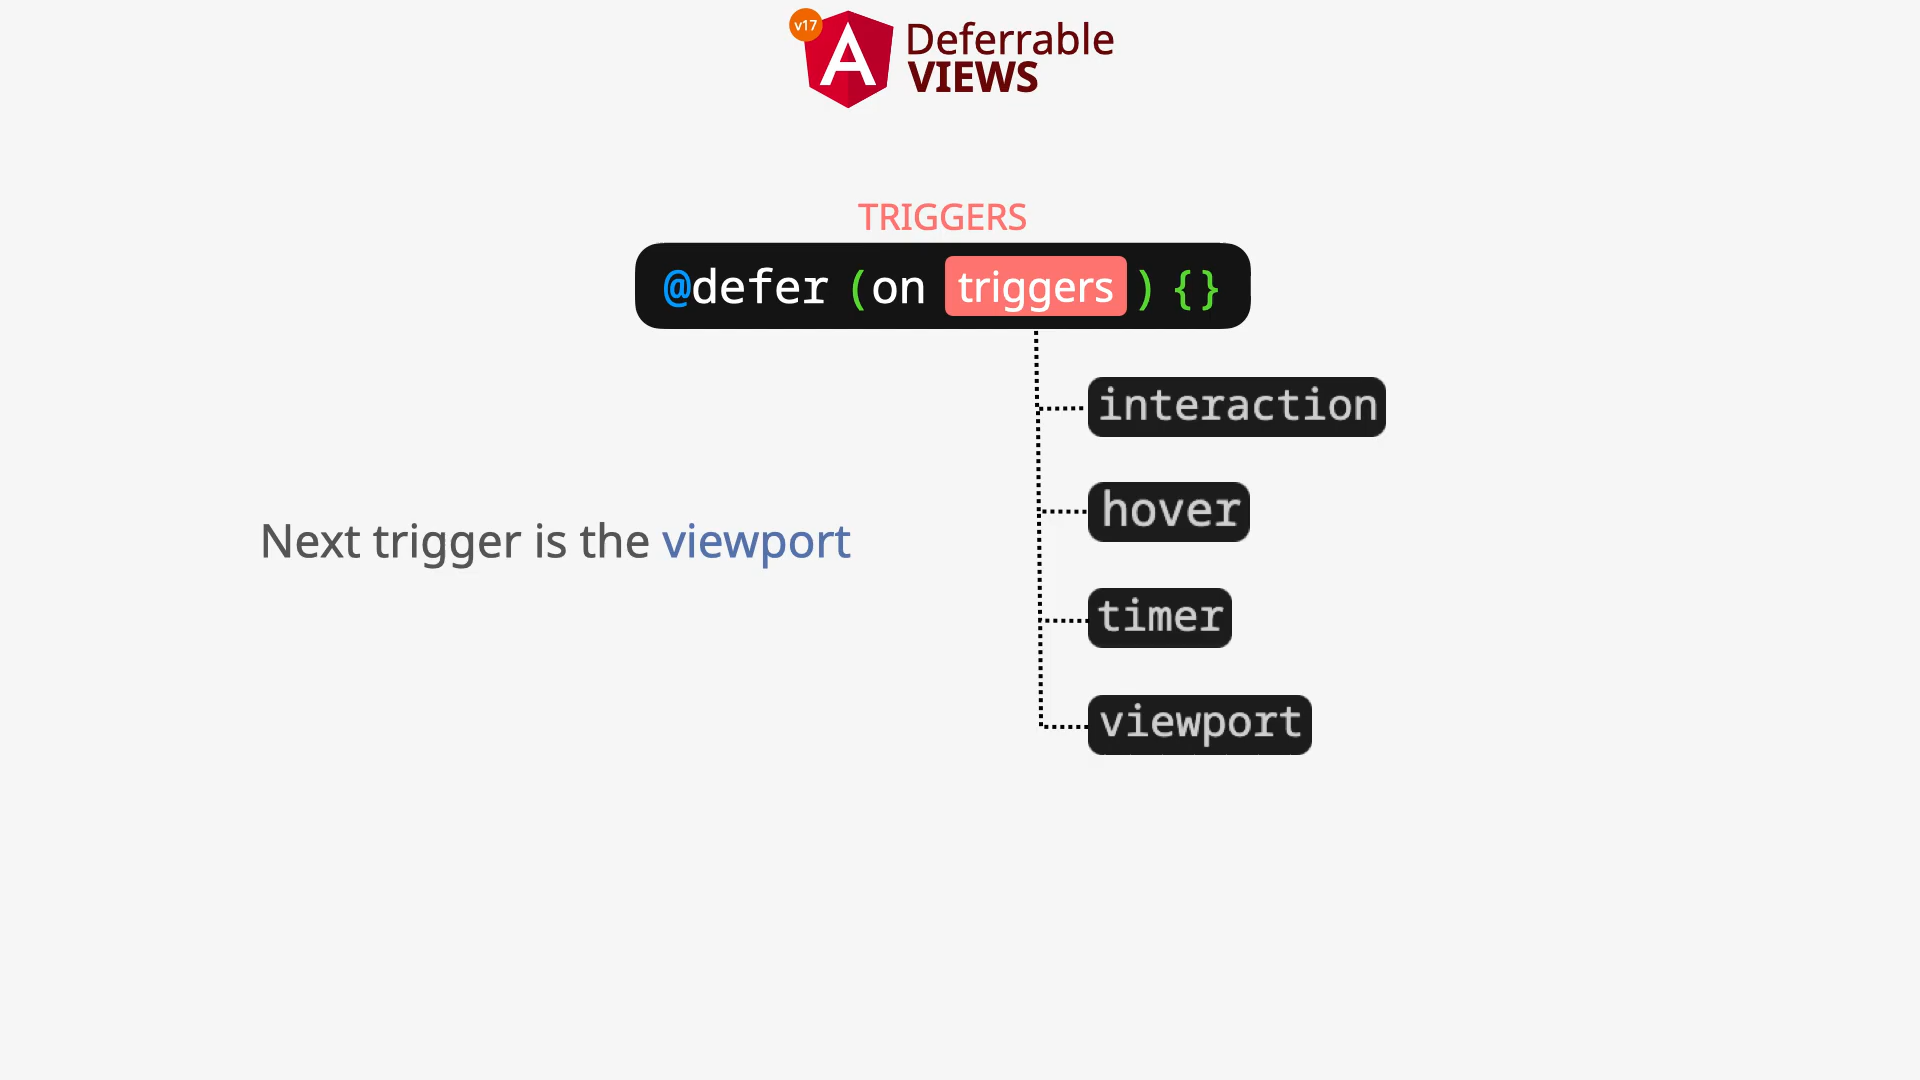 v17
Deferrable
VIEWS
TRIGGERS
@defer (on triggers) {}
interaction
hover
Next trigger is the viewport
timer
viewport